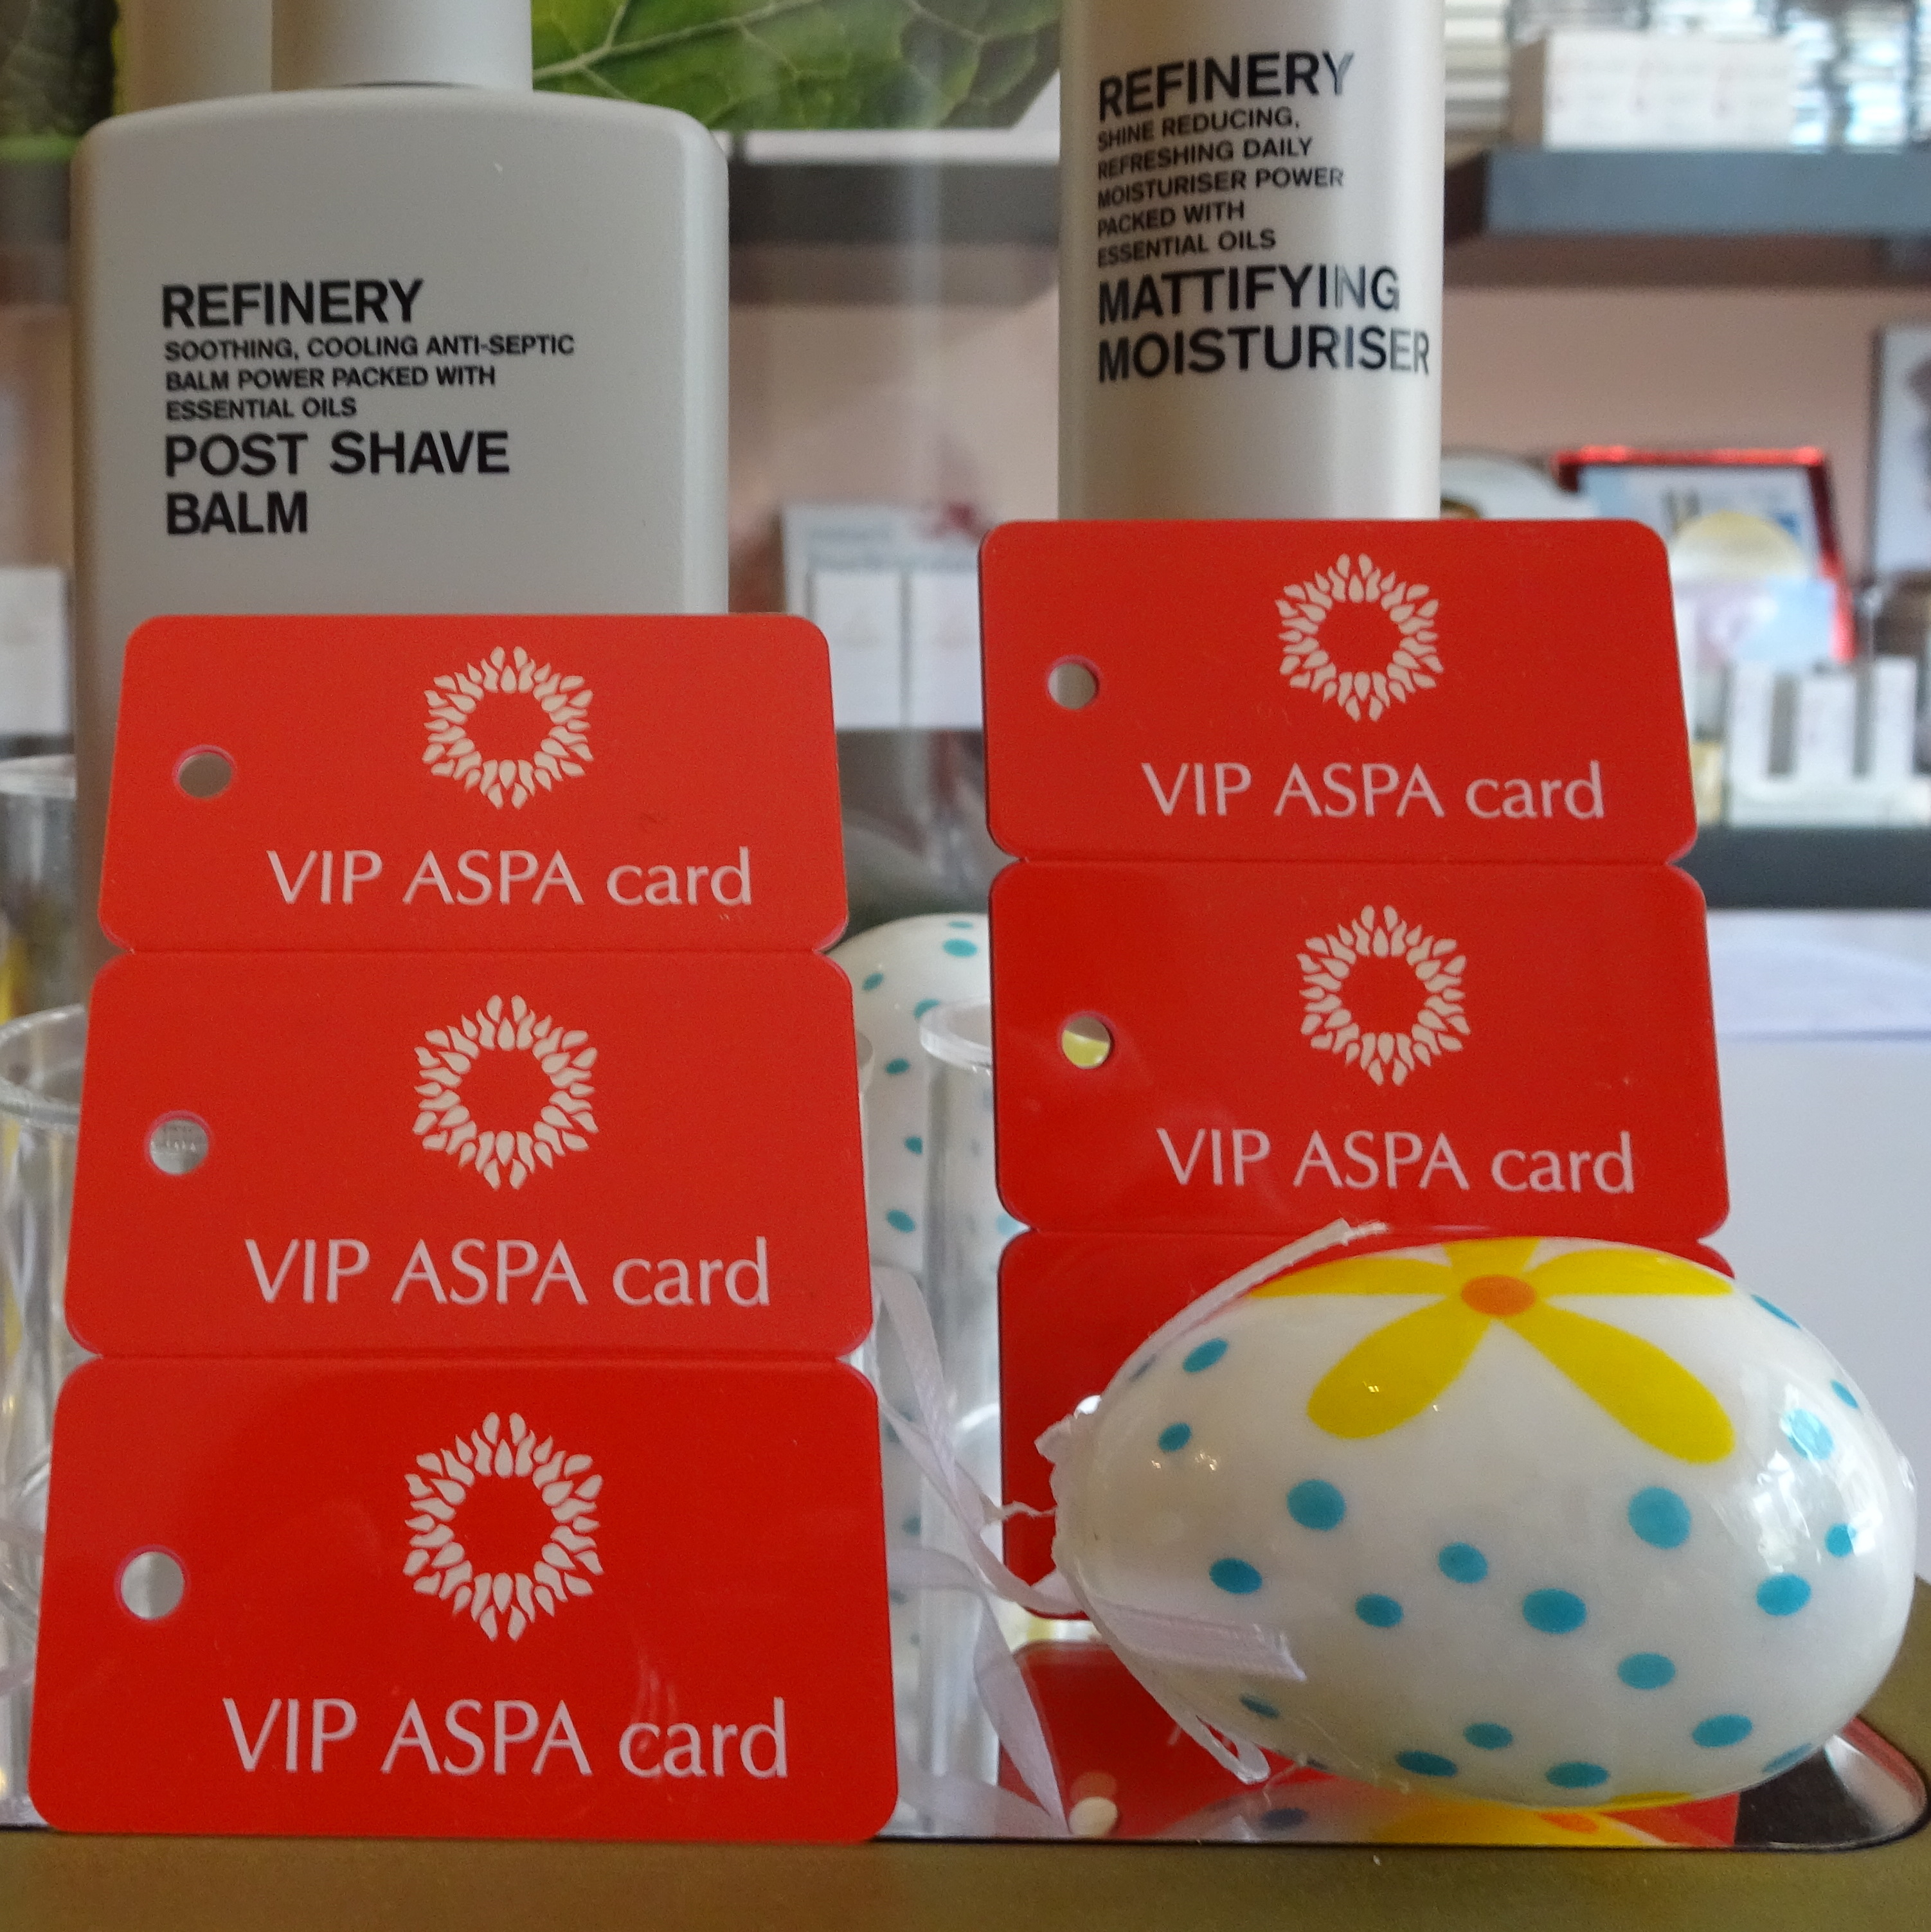 REFINERY
SOOTHING, COOLING ANTI-SEPTIC
BALM POWER PACKED WITH
ESSENTIAL OILS
POST SHAVE
BALM
REFINERY
SHINE REDUCING,
REFRESHING DAILY
MOISTURISER POWER
PACKED WITH
ESSENTIAL OILS
MATTIFYING
MOISTURISER
VIP ASPA card
VIP ASPA card
VIP ASPA card
VIP ASPA card
VIP ASPA card